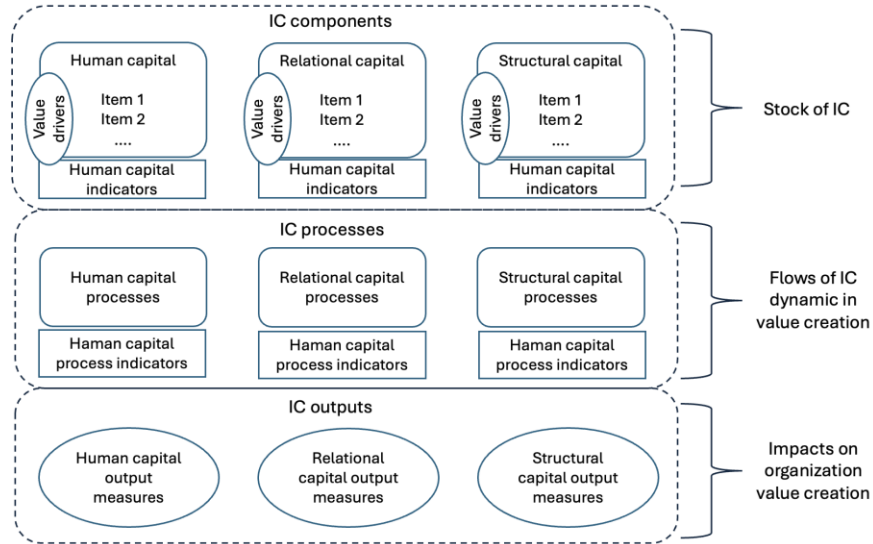 IC components
Human capital
Item 1
Item 2
....
Value
drivers
Human capital
indicators
Relational capital
Item 1
Item 2
....
Value
drivers
Human capital
indicators
Structural capital
Item 1
Item 2
....
Value
drivers
Human capital
indicators
Stock of IC
IC processes
Human capital
processes
Haman capital
process indicators
Relational capital
processes
Haman capital
process indicators
Structural capital
processes
Haman capital
process indicators
Flows of IC
dynamic in
value creation
IC outputs
Human capital
output
measures
Relational
capital output
measures
Structural
capital output
measures
Impacts on
organization
value creation